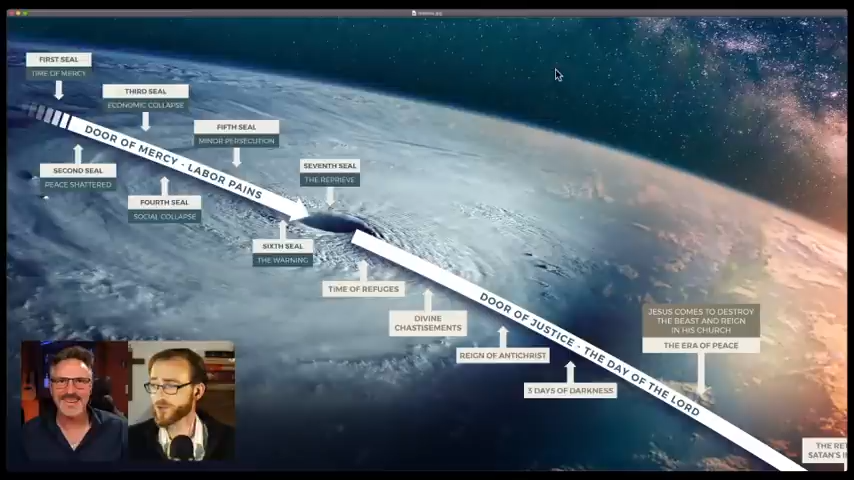 FIRST SEAL
TIME OF MERCY
THIRD SEAL
ECONOMIC COLLAPSE
FIFTH SEAL
MINOR PERSECUTION
SEVENTH SEAL
THE REPRIEVE
DOOR OF MERCY - LABOR PAINS
SECOND SEAL
PEACE SHATTERED
FOURTH SEAL
SOCIAL COLLAPSE
SIXTH SEAL
THE WARNING
TIME OF REFUGES
DIVINE
CHASTISEMENTS
REIGN OF ANTICHRIST
3 DAYS OF DARKNESS
DOOR OF JUSTICE - THE DAY OF THE LORD
JESUS COMES TO DESTROY
THE BEAST AND REIGN
IN HIS CHURCH
THE ERA OF PEACE
THE RET
SATAN'S